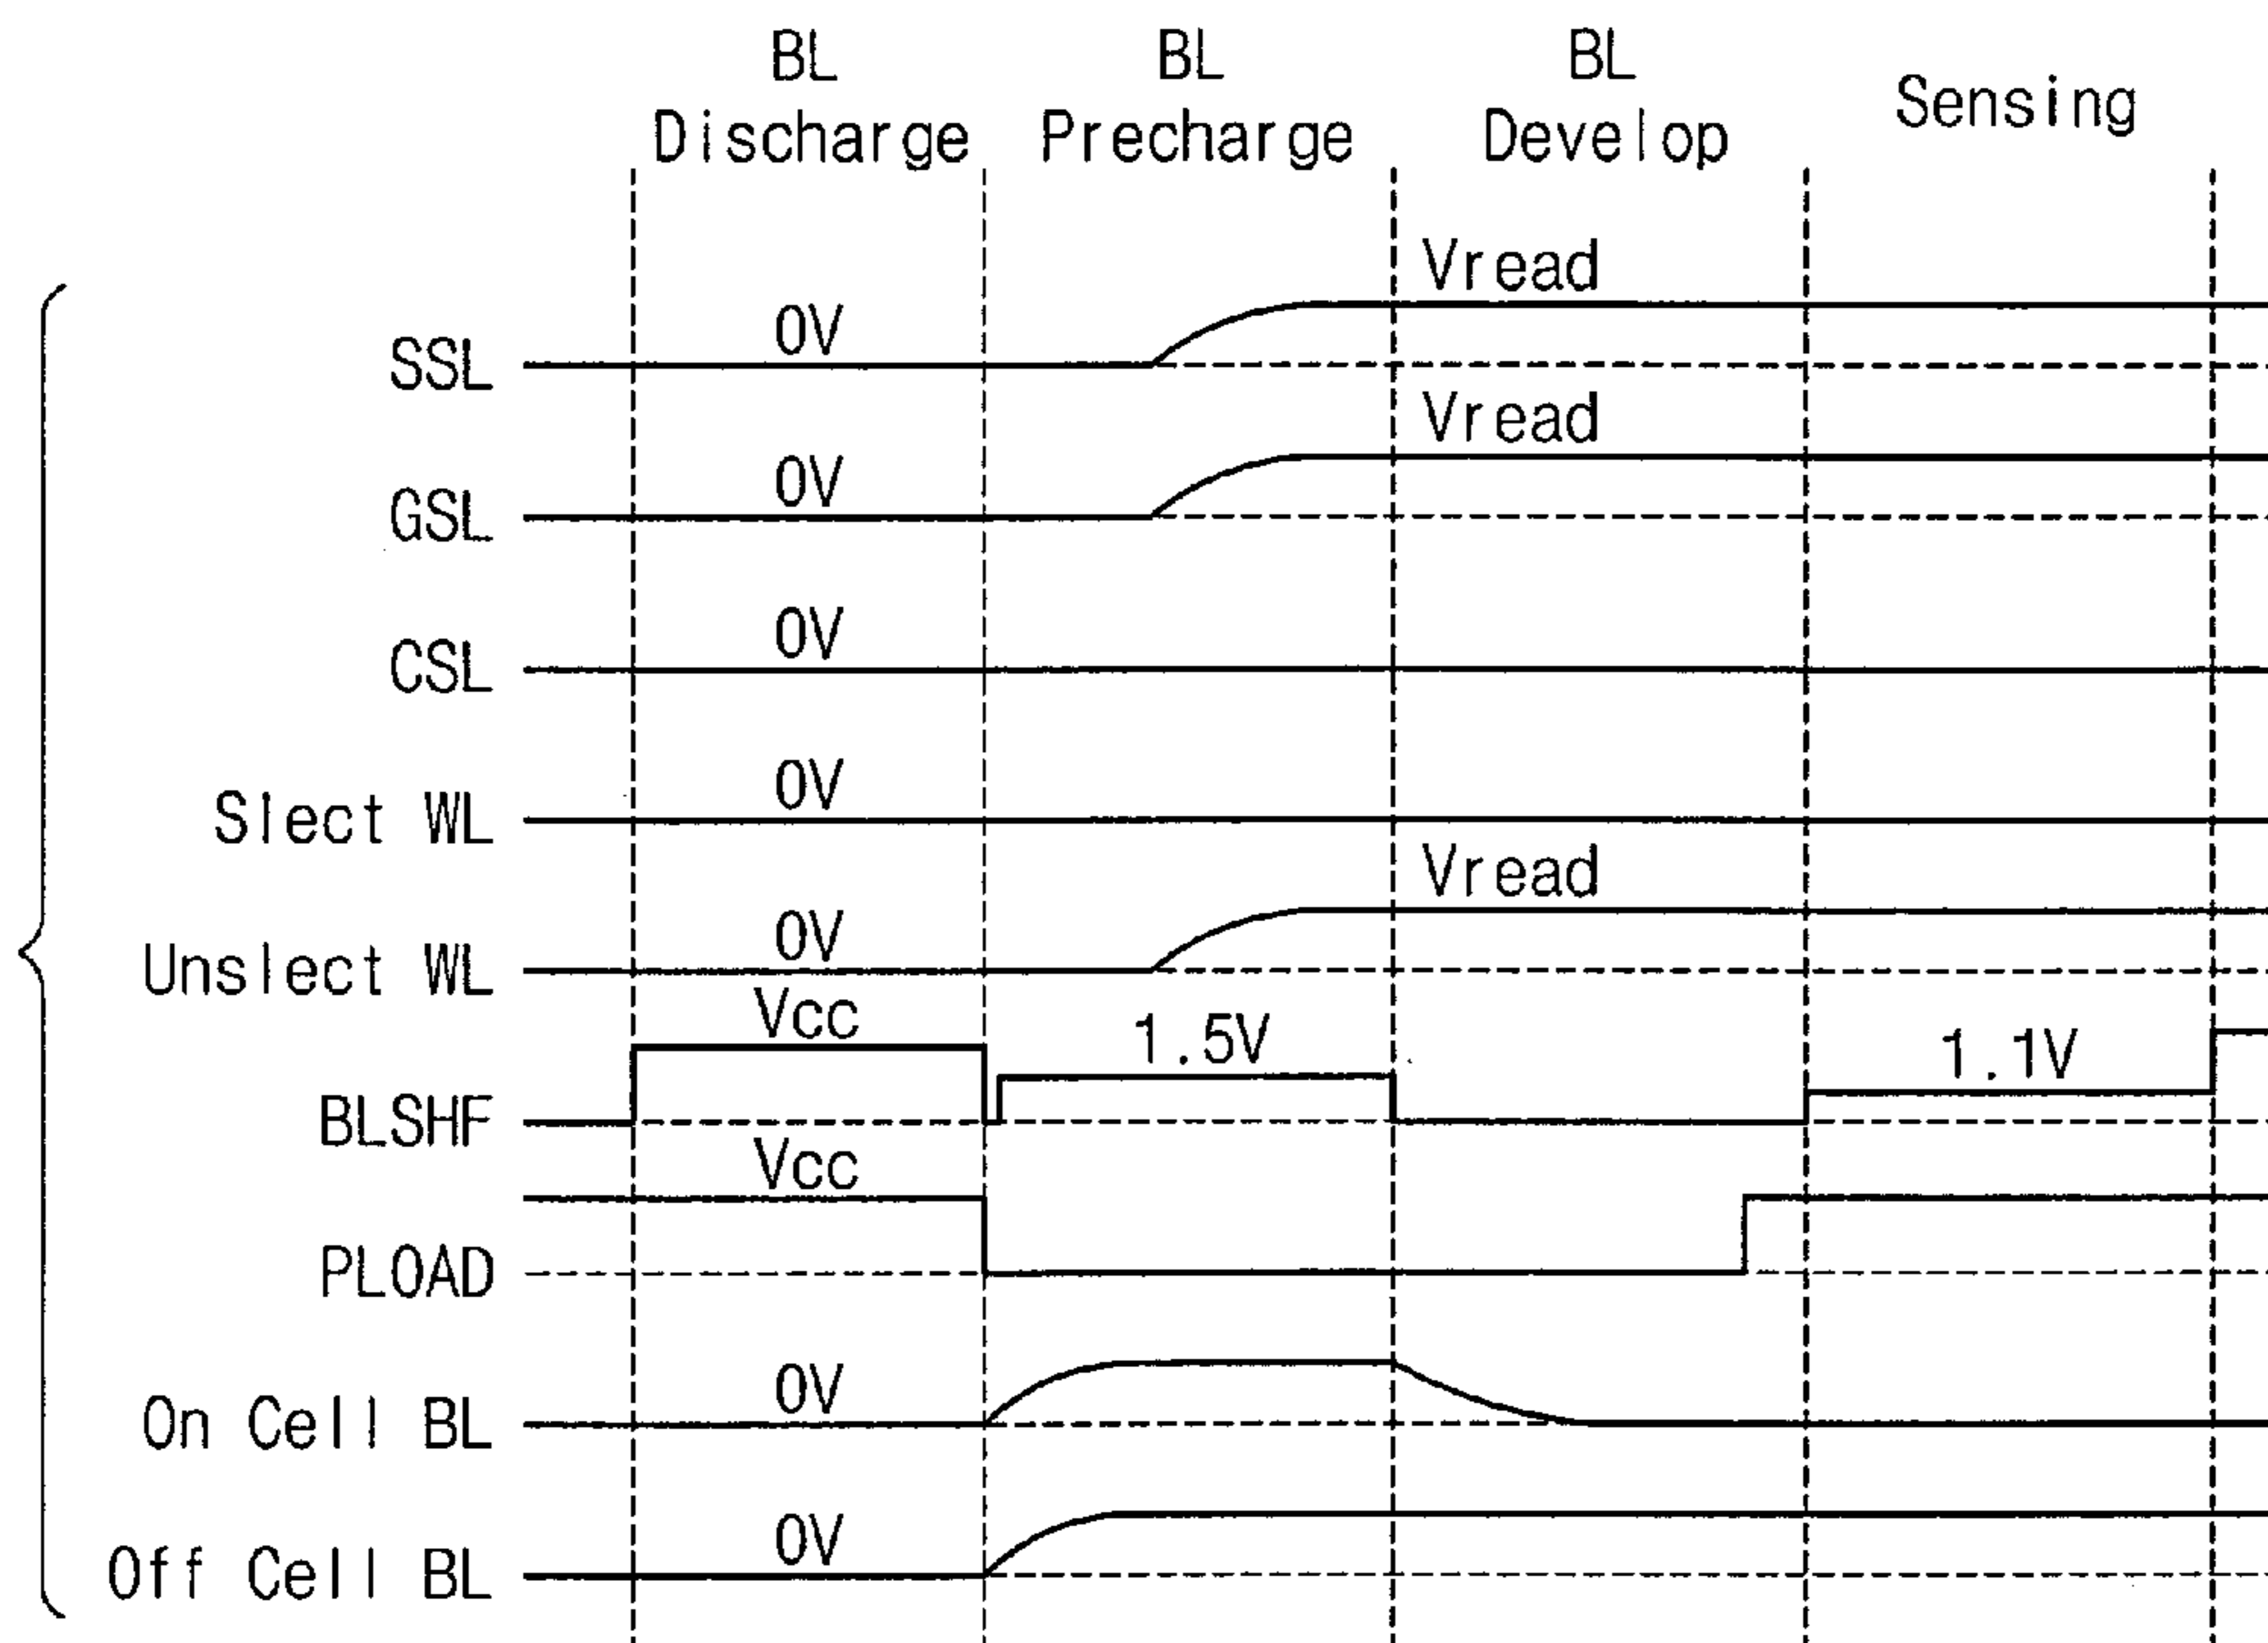 BL
Discharge
BL
Precharge
BL
Develop
Sensing
Vread
SSL 0V
Vread
GSL 0V
CSL 0V
Slect WL 0V
Vread
Unslect WL 0V
BLSHF Vcc 1.5V 1.1V
PLOAD Vcc
On Cell BL 0V
Off Cell BL 0V